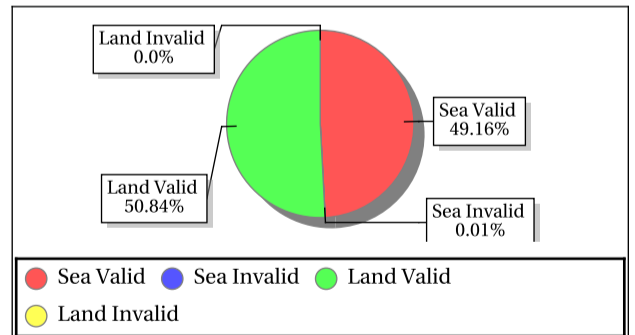 Land Invalid
0.0%
Sea Valid
49.16%
Land Valid
50.84%
Sea Invalid
0.01%
Sea Valid Sea Invalid Land Valid
Land Invalid